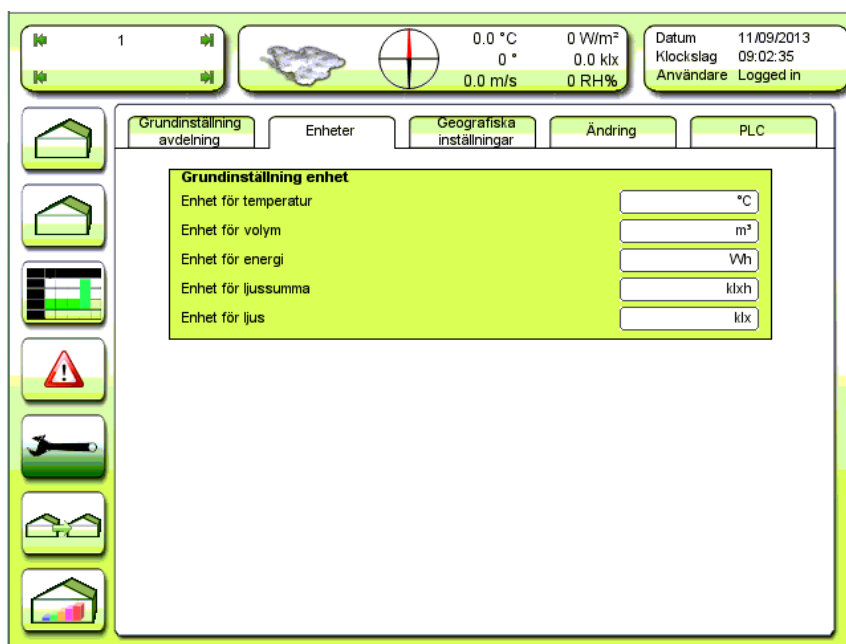 1
0.0 °C 0 W/m²
0 ° 0.0 klx
0.0 m/s 0 RH%
Datum 11/09/2013
Klockslag 09:02:35
Användare Logged in
Grundinställning avdelning
Enheter
Geografiska inställningar
Ändring
PLC
Grundinställning enhet
Enhet för temperatur °C
Enhet för volym m³
Enhet för energi Wh
Enhet för ljussumma klxh
Enhet för ljus klx